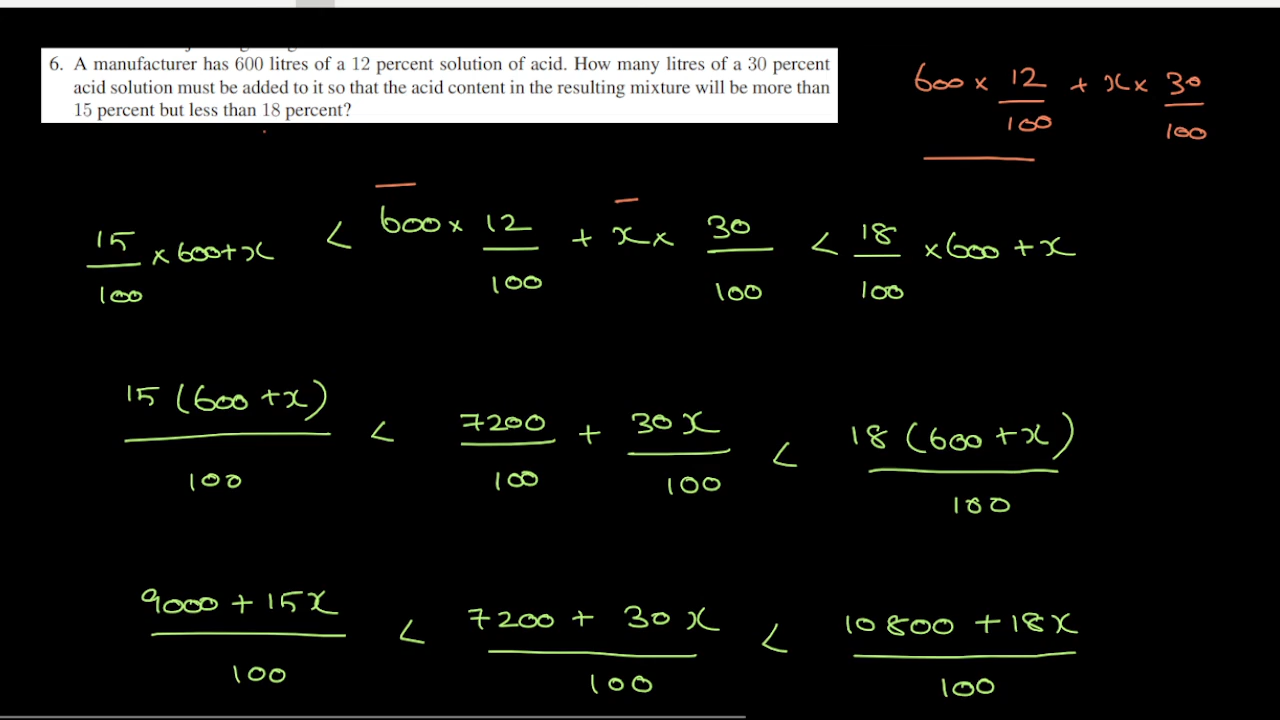 6. A manufacturer has 600 litres of a 12 percent solution of acid. How many litres of a 30 percent
acid solution must be added to it so that the acid content in the resulting mixture will be more than
15 percent but less than 18 percent?
600 × 12/100 + x × 30/100
15/100 × 600 + x < 600 × 12/100 + x × 30/100 < 18/100 × 600 + x
15 (600 + x)/100 < 7200/100 + 30x/100 < 18 (600 + x)/100
9000 + 15x/100 < 7200 + 30x/100 < 10800 + 18x/100